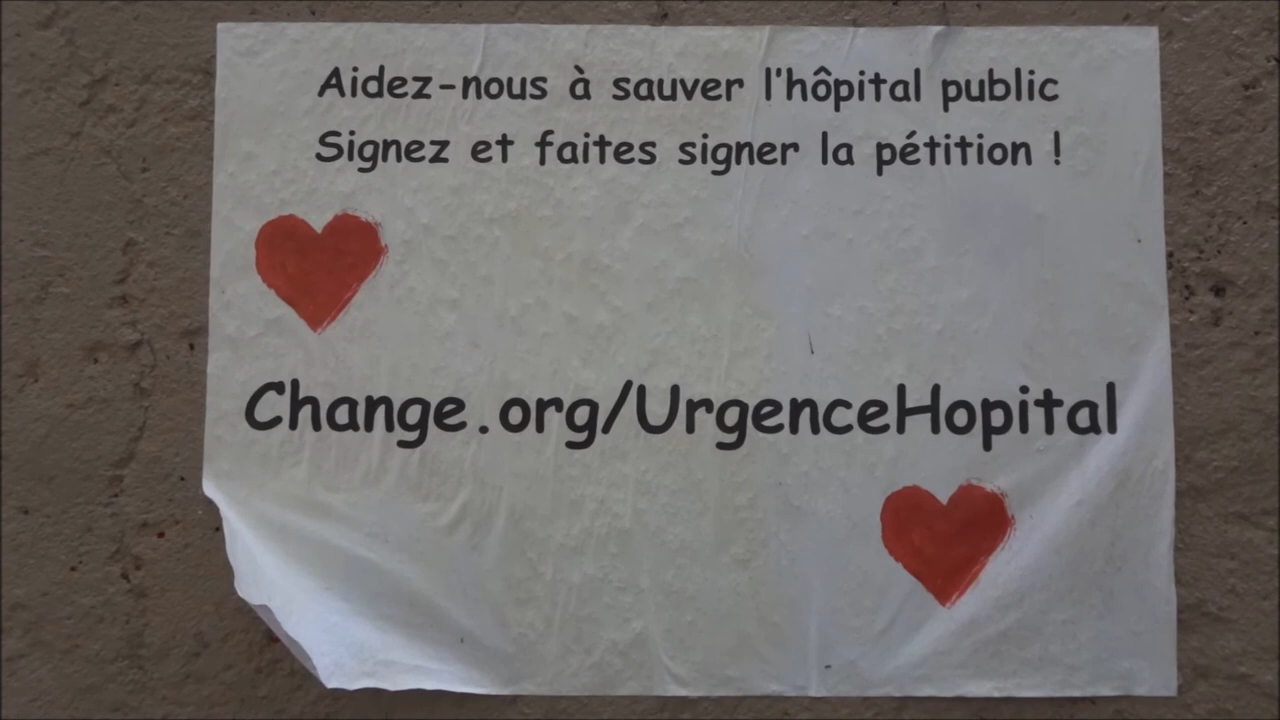 Aidez-nous à sauver l'hôpital public
Signez et faites signer la pétition !
Change.org/UrgenceHopital